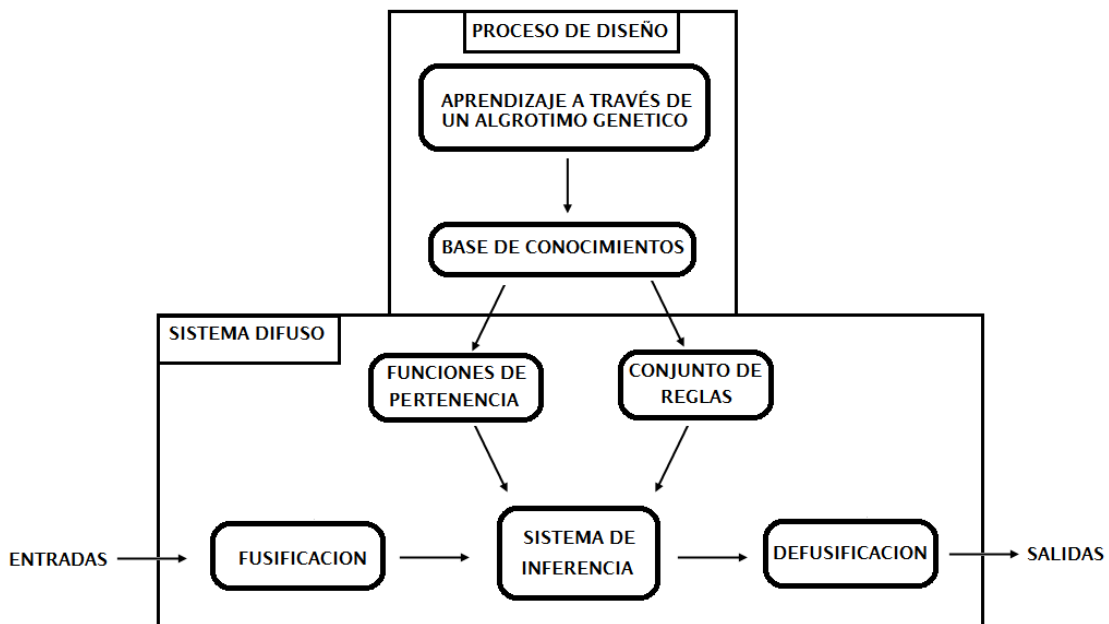 PROCESO DE DISEÑO
APRENDIZAJE A TRAVÉS DE
UN ALGROTIMO GENETICO
BASE DE CONOCIMIENTOS
SISTEMA DIFUSO
FUNCIONES DE
PERTENENCIA
CONJUNTO DE
REGLAS
ENTRADAS
FUSIFICACION
SISTEMA DE
INFERENCIA
DEFUSIFICACION
SALIDAS